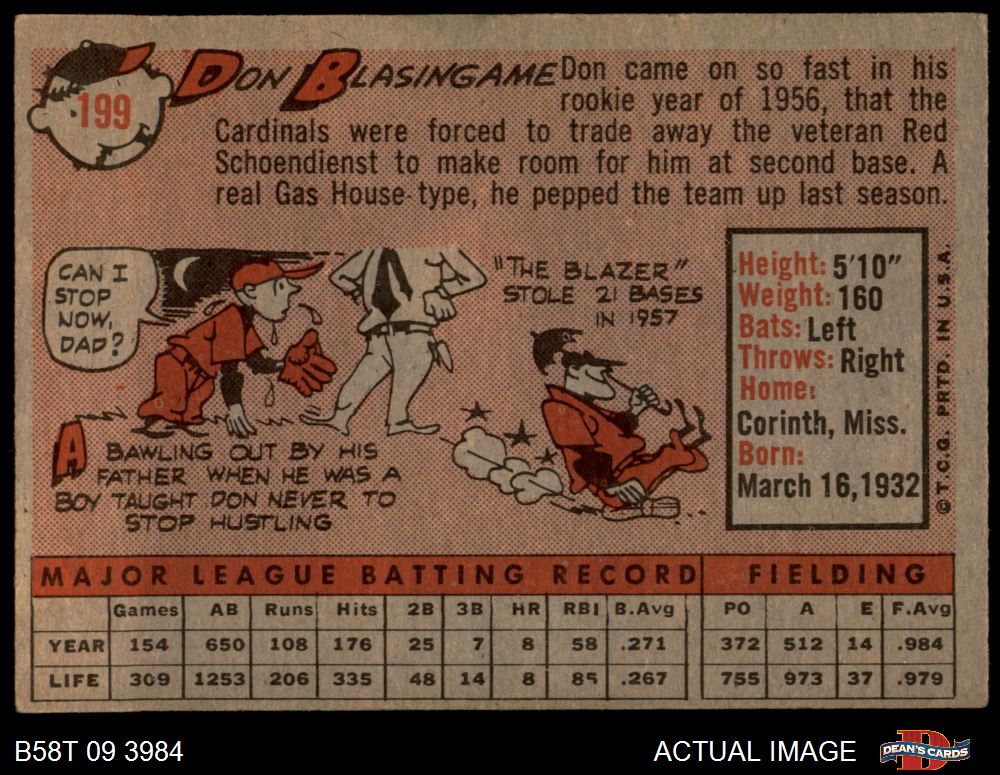 199
DON BLASINGAME
Don came on so fast in his
rookie year of 1956, that the
Cardinals were forced to trade away the veteran Red
Schoendienst to make room for him at second base. A
real Gas House-type, he pepped the team up last season.
CAN I
STOP
NOW,
DAD?
A BAWLING OUT BY HIS
FATHER WHEN HE WAS A
BOY TAUGHT DON NEVER TO
STOP HUSTLING
"THE BLAZER"
STOLE 21 BASES
IN 1957
Height: 5'10"
Weight: 160
Bats: Left
Throws: Right
Home:
Corinth, Miss.
Born:
March 16, 1932
© T.C.G. PRTD. IN U.S.A.
MAJOR LEAGUE BATTING RECORD FIELDING
Games AB Runs Hits 2B 3B HR RBI B.Avg PO A E F.Avg
YEAR 154 650 108 176 25 7 8 58 .271 372 512 14 .984
LIFE 309 1253 206 335 48 14 8 85 .267 755 973 37 .979
B58T 09 3984
ACTUAL IMAGE
D
DEAN'S CARDS